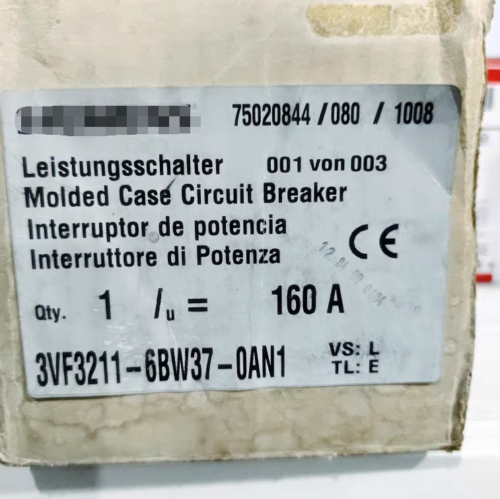 75020844 / 080 / 1008
Leistungsschalter 001 von 003
Molded Case Circuit Breaker
Interruptor de potencia
Interruttore di Potenza
CE
Qty. 1 Iu = 160 A
3VF3211-6BW37-0AN1
VS: L
TL: E